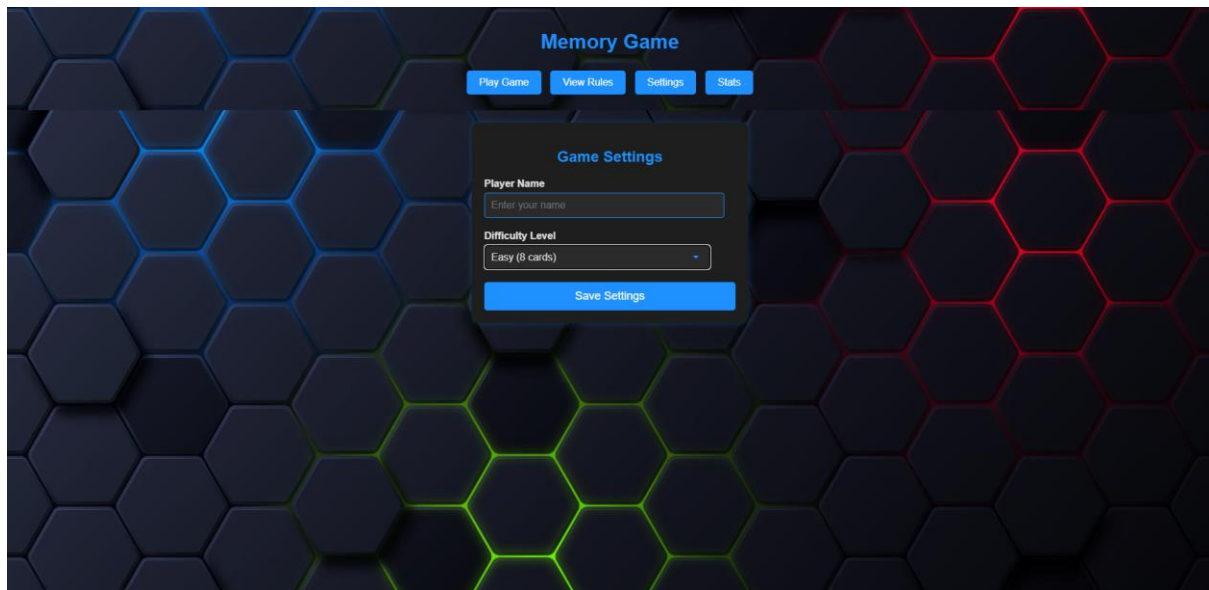 Memory Game
Play Game View Rules Settings Stats
Game Settings
Player Name
Enter your name
Difficulty Level
Easy (8 cards)
Save Settings